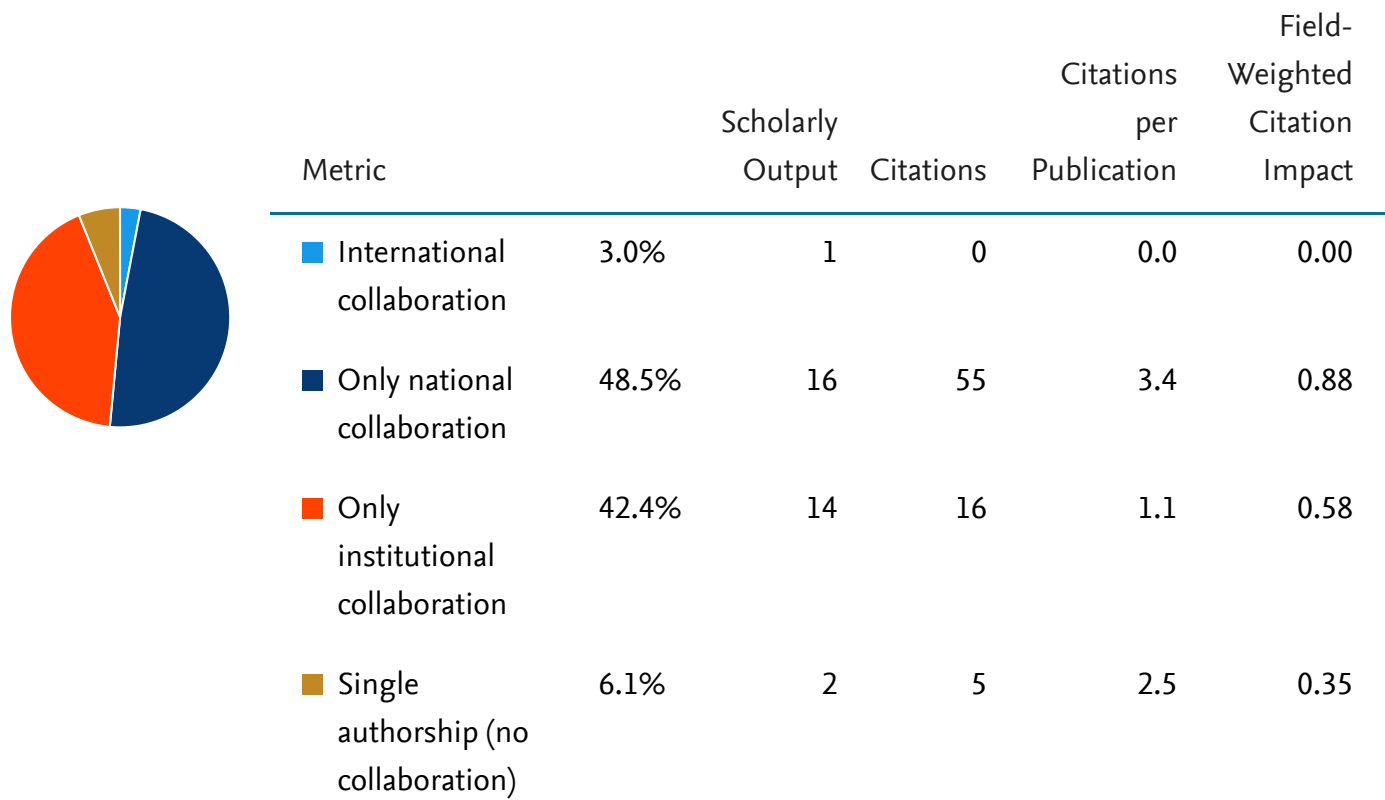 Field-
Citations Weighted
Scholarly per Citation
Metric Output Citations Publication Impact
International 3.0% 1 0 0.0 0.00
collaboration
Only national 48.5% 16 55 3.4 0.88
collaboration
Only 42.4% 14 16 1.1 0.58
institutional
collaboration
Single 6.1% 2 5 2.5 0.35
authorship (no
collaboration)